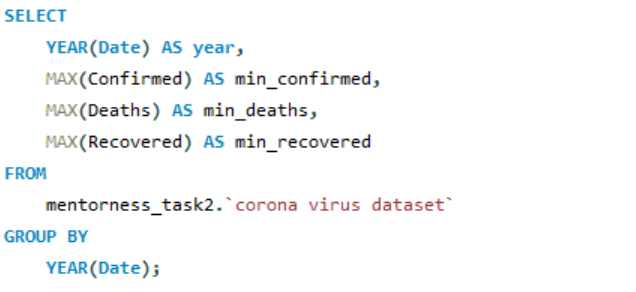 SELECT
YEAR(Date) AS year,
MAX(Confirmed) AS min_confirmed,
MAX(Deaths) AS min_deaths,
MAX(Recovered) AS min_recovered
FROM
mentorness_task2.`corona virus dataset`
GROUP BY
YEAR(Date);